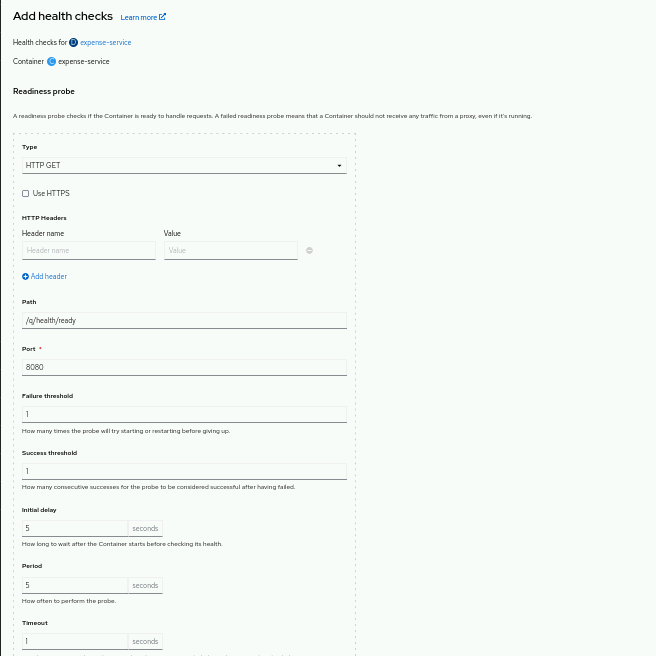 Add health checks Learn more
Health checks for D expense-service
Container C expense-service
Readiness probe
A readiness probe checks if the Container is ready to handle requests. A failed readiness probe means that a Container should not receive any traffic from a proxy, even if it's running.
Type
HTTP GET
Use HTTPS
HTTP Headers
Header name Value
Header name Value
Add header
Path
/q/health/ready
Port *
8080
Failure threshold
1
How many times the probe will try starting or restarting before giving up.
Success threshold
1
How many consecutive successes for the probe to be considered successful after having failed.
Initial delay
5 seconds
How long to wait after the Container starts before checking its health.
Period
5 seconds
How often to perform the probe.
Timeout
1 seconds